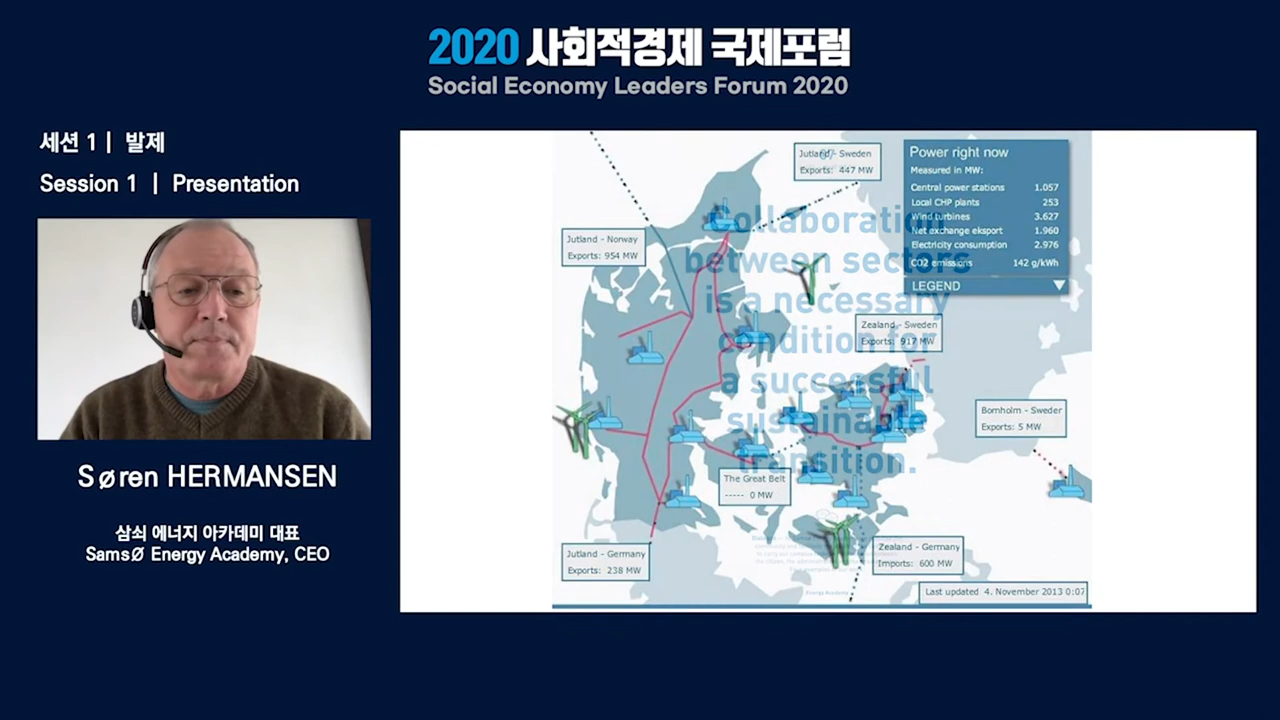 2020 사회적경제 국제포럼
Social Economy Leaders Forum 2020
세션 1 | 발제
Session 1 | Presentation
Søren HERMANSEN
삼쇠 에너지 아카데미 대표
SamsØ Energy Academy, CEO
Jutland - Sweden
Exports: 447 MW
Power right now
Measured in MW:
Central power stations 1.057
Local CHP plants 253
Wind turbines 3.627
Net exchange eksport 1.960
Electricity consumption 2.976
CO2 emissions 142 g/kWh
LEGEND
Jutland - Norway
Exports: 954 MW
Collaboration
between sectors
is a necessary
condition for
a successful
sustainable
transition.
Zealand - Sweden
Exports: 917 MW
Bornholm - Sweder
Exports: 5 MW
The Great Belt
----- 0 MW
Jutland - Germany
Exports: 238 MW
Zealand - Germany
Imports: 600 MW
Energy Academy
Last updated 4. November 2013 0:07